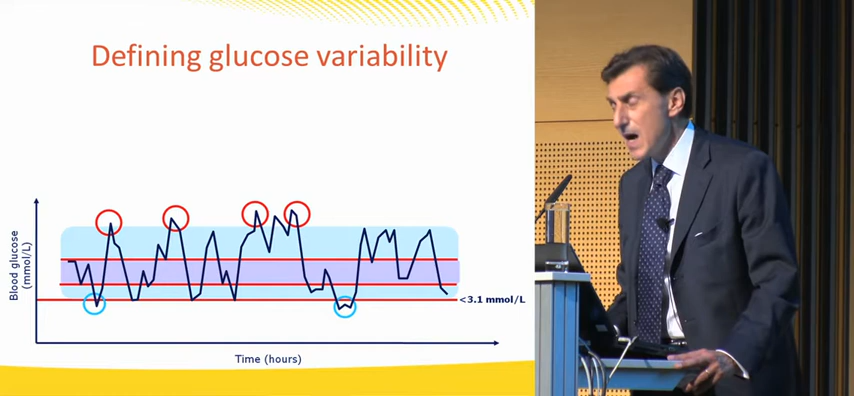 Defining glucose variability
Blood glucose
(mmol/L)
<3.1 mmol/L
Time (hours)